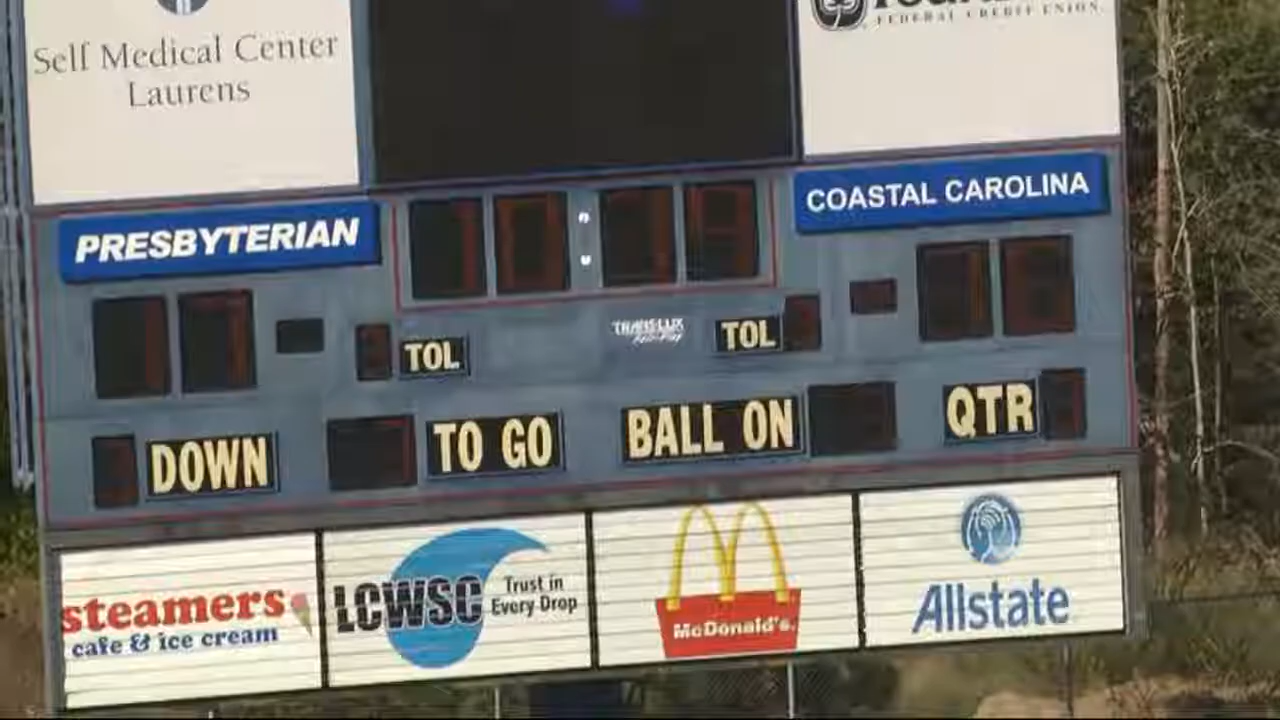 Self Medical Center
Laurens
FEDERAL CREDIT UNION
PRESBYTERIAN
COASTAL CAROLINA
TOL
TRANS-LUX
TOL
DOWN
TO GO
BALL ON
QTR
steamers
cafe & ice cream
LCWSC
Trust in
Every Drop
McDonald's
Allstate